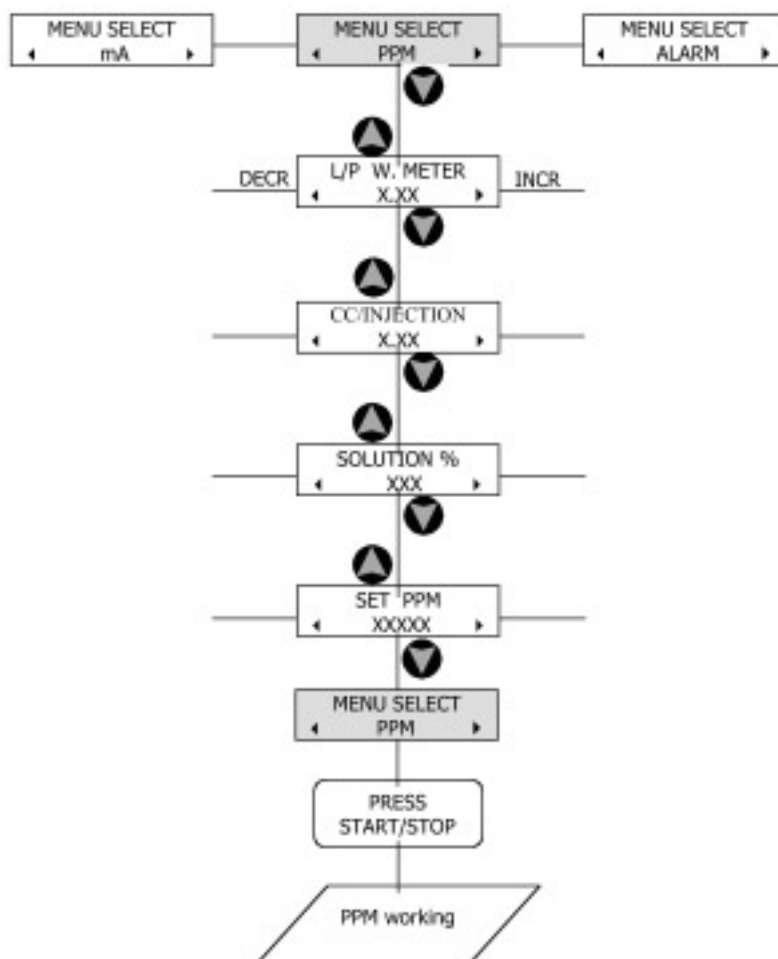 MENU SELECT
mA
MENU SELECT
PPM
MENU SELECT
ALARM
DECR
L/P W. METER
X.XX
INCR
CC/INJECTION
X.XX
SOLUTION %
XXX
SET PPM
XXXXX
MENU SELECT
PPM
PRESS
START/STOP
PPM working